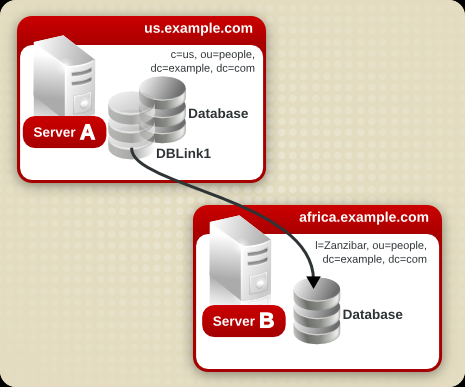 us.example.com
c=us, ou=people,
dc=example, dc=com
Database
Server A
DBLink1
africa.example.com
l=Zanzibar, ou=people,
dc=example, dc=com
Server B
Database